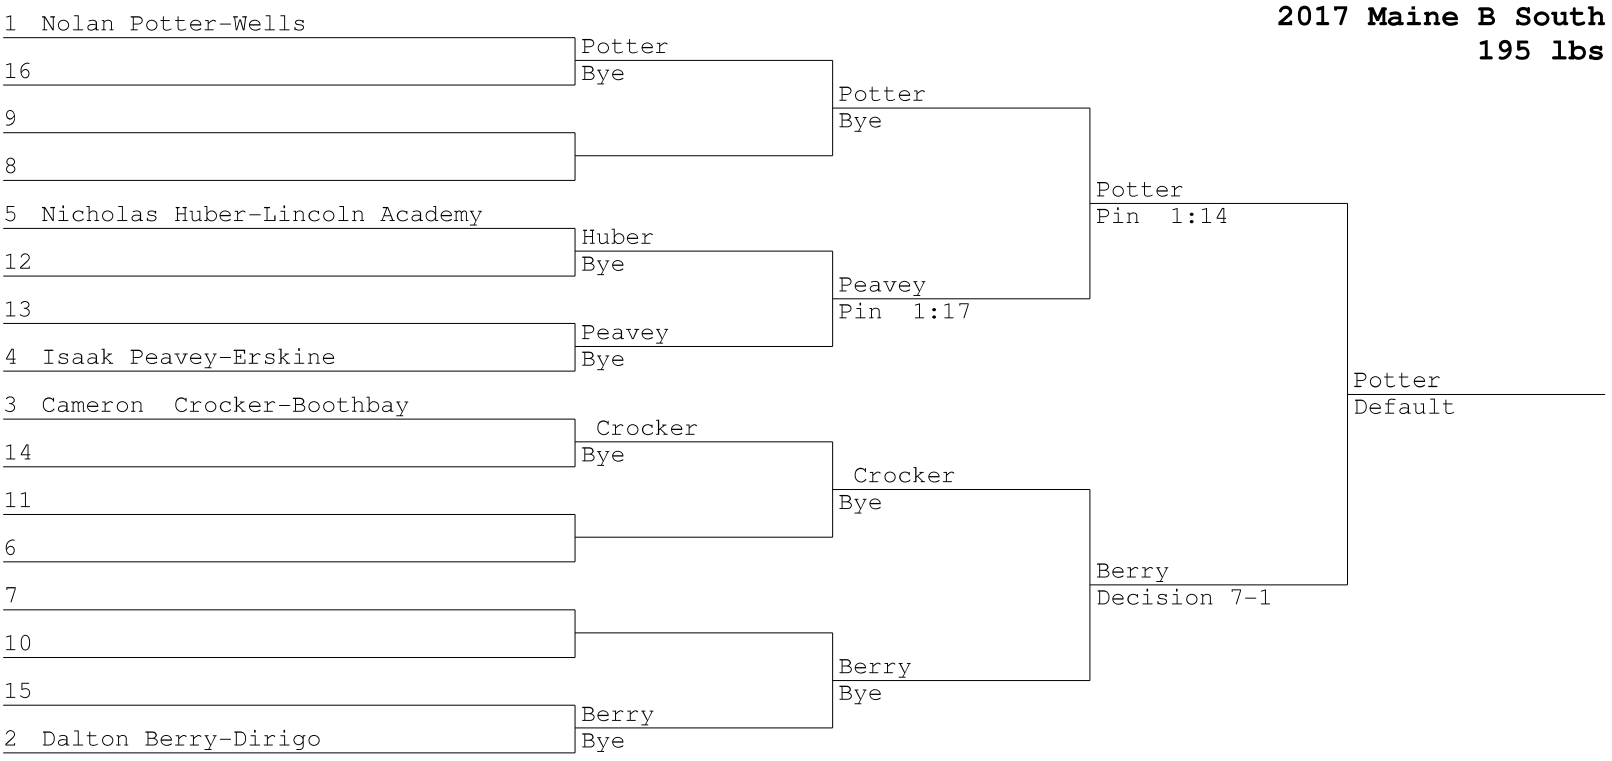 2017 Maine B South
195 lbs
1 Nolan Potter-Wells
16
9
8
5 Nicholas Huber-Lincoln Academy
12
13
4 Isaak Peavey-Erskine
3 Cameron  Crocker-Boothbay
14
11
6
7
10
15
2 Dalton Berry-Dirigo
Potter
Bye
Huber
Bye
Peavey
Bye
Crocker
Bye
Berry
Bye
Potter
Bye
Peavey
Pin  1:17
Crocker
Bye
Berry
Bye
Potter
Pin  1:14
Berry
Decision 7-1
Potter
Default